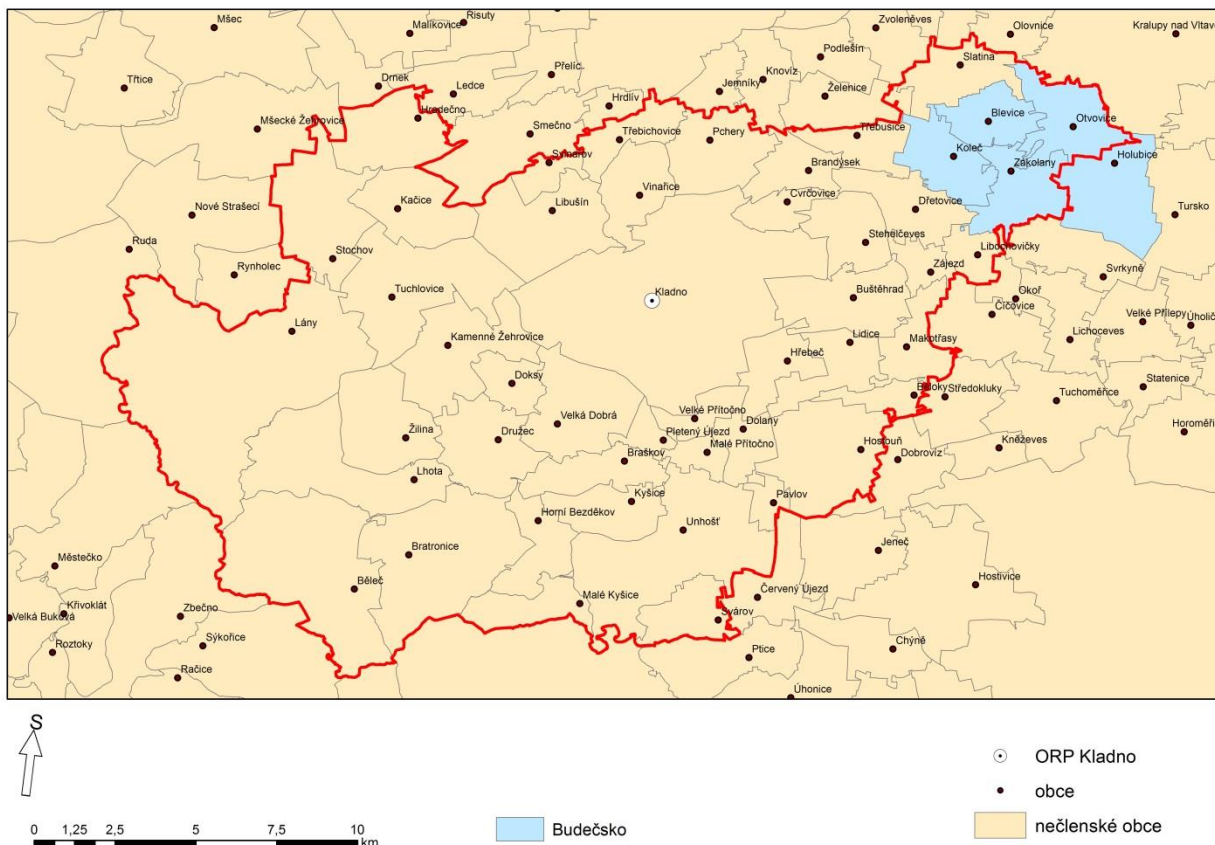 Mšec
Malíkovice
Risuty
Zvoleněves
Olovnice
Kralupy nad Vltavo
Třtice
Drnek
Ledce
Přelíc
Jemníky
Knovíz
Podlešín
Slatina
Želenice
Hrdlív
Mšecké Žehrovice
Hředečno
Smečno
Třebichovice
Pchery
Třebusice
Blevice
Otvovice
Svinařov
Brandýsek
Koleč
Zákolany
Holubice
Nové Strašecí
Kačice
Libušín
Vinařice
Cvrčovice
Dřetovice
Tursko
Ruda
Rynholec
Stochov
Stehelčeves
Libochovičky
Zájezd
Svrkyně
Tuchlovice
Kladno
Buštěhrad
Okoř
Číčovice
Velké Přílepy
Úholič
Lány
Kamenné Žehrovice
Lidice
Makotřasy
Lichoceves
Hřebeč
Doksy
Běloky
Středokluky
Tuchoměřice
Statenice
Žilina
Družec
Velká Dobrá
Velké Přítočno
Dolany
Pletený Újezd
Malé Přítočno
Hostouň
Dobrovíz
Kněževes
Horoměři
Braškov
Lhota
Kyšice
Pavlov
Horní Bezděkov
Unhošť
Městečko
Bratronice
Jeneč
Běleč
Hostivice
Malé Kyšice
Červený Újezd
Velká Buková
Křivoklát
Zbečno
Svárov
Roztoky
Sýkořice
Ptice
Chýně
Račice
Úhonice
S
0 1,25 2,5 5 7,5 10
km
Budečsko
ORP Kladno
obce
nečlenské obce